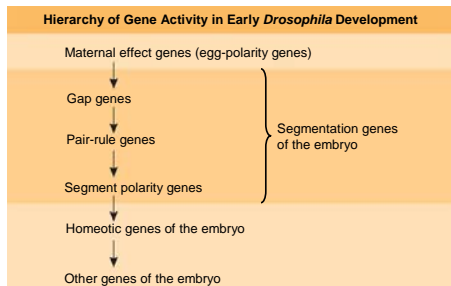 Hierarchy of Gene Activity in Early Drosophila Development
Maternal effect genes (egg-polarity genes)
Gap genes
Pair-rule genes
Segment polarity genes
Segmentation genes
of the embryo
Homeotic genes of the embryo
Other genes of the embryo